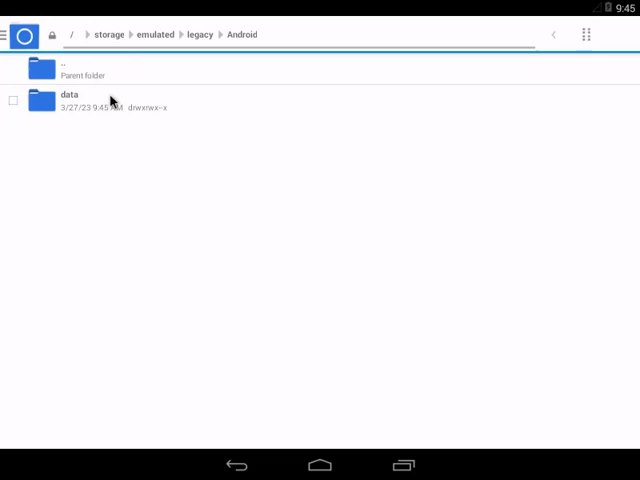 9:45
/ storage emulated legacy Android
..
Parent folder
data
3/27/23 9:45 AM drwxrwx--x